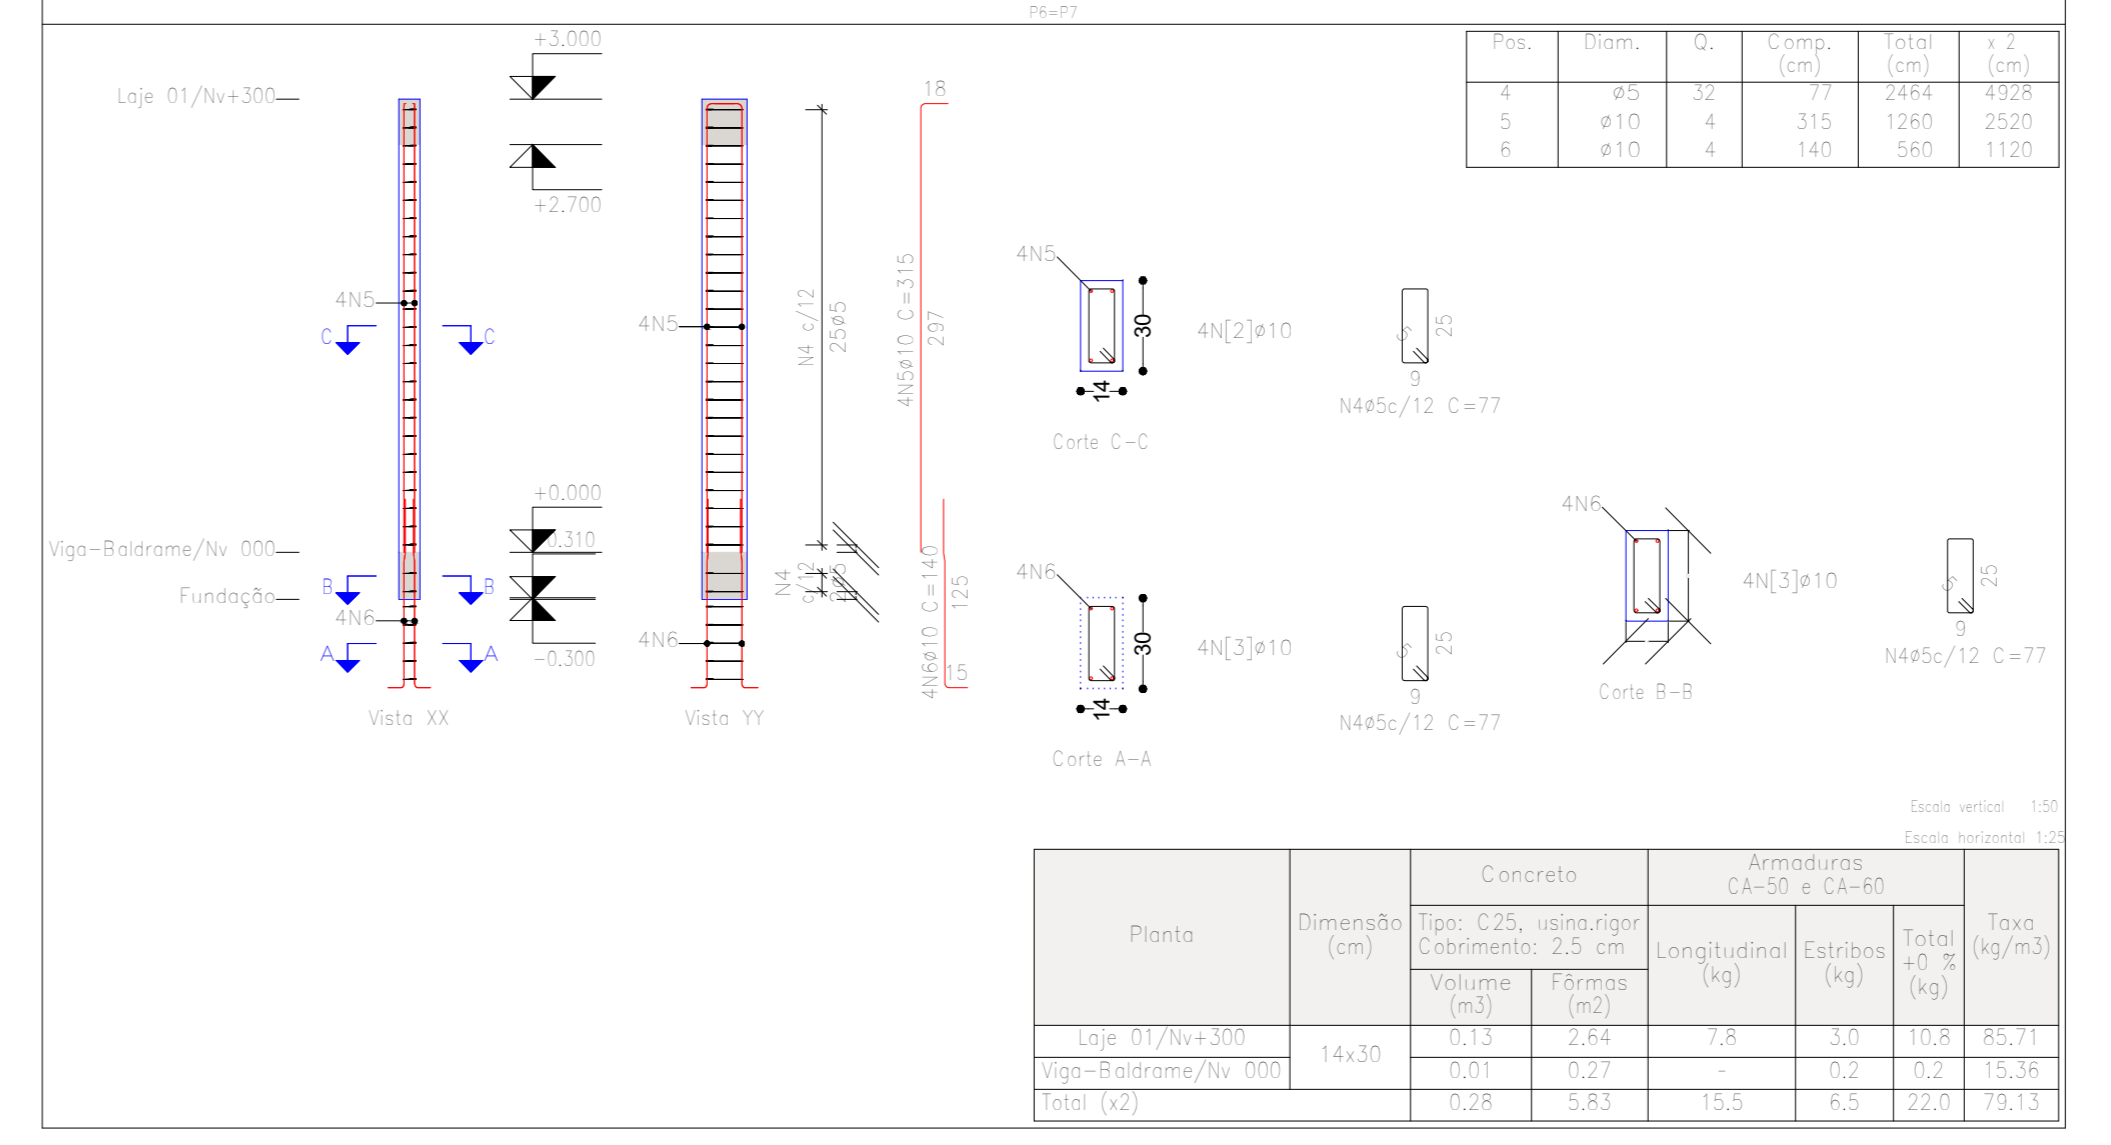 P6=P7
Pos. Diam. Q. Comp. (cm) Total (cm) x 2 (cm)
4 ø5 32 77 2464 4928
5 ø10 4 315 1260 2520
6 ø10 4 140 560 1120
Laje 01/Nv+300
+3.000
+2.700
4N5
C
C
Viga-Baldrame/Nv 000
+0.000
0.310
Fundação
B
B
4N6
A
A
-0.300
Vista XX
4N5
4N6
Vista YY
N4 c/12
25ø5
N4
c/12
2ø5
18
4N5ø10 C=315
297
4N6ø10 C=140
125
15
4N5
30
14
4N[2]ø10
Corte C-C
5
25
9
N4ø5c/12 C=77
4N6
30
14
4N[3]ø10
Corte A-A
5
25
9
N4ø5c/12 C=77
4N6
4N[3]ø10
Corte B-B
5
25
9
N4ø5c/12 C=77
Escala vertical 1:50
Escala horizontal 1:25
Planta
Dimensão
(cm)
Concreto
Tipo: C25, usina.rigor
Cobrimento: 2.5 cm
Volume
(m3)
Fôrmas
(m2)
Armaduras
CA-50 e CA-60
Longitudinal
(kg)
Estribos
(kg)
Total
+0 %
(kg)
Taxa
(kg/m3)
Laje 01/Nv+300 14x30 0.13 2.64 7.8 3.0 10.8 85.71
Viga-Baldrame/Nv 000 0.01 0.27 - 0.2 0.2 15.36
Total (x2) 0.28 5.83 15.5 6.5 22.0 79.13